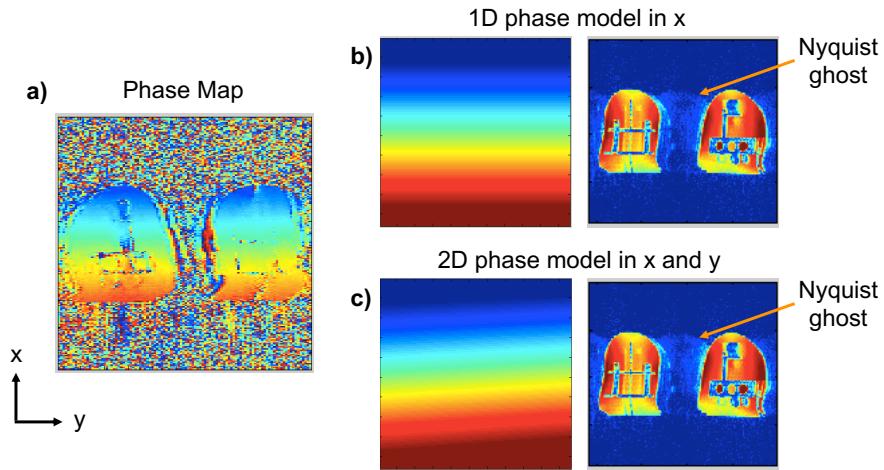 a)
Phase Map
x
y
1D phase model in x
b)
Nyquist
ghost
2D phase model in x and y
c)
Nyquist
ghost